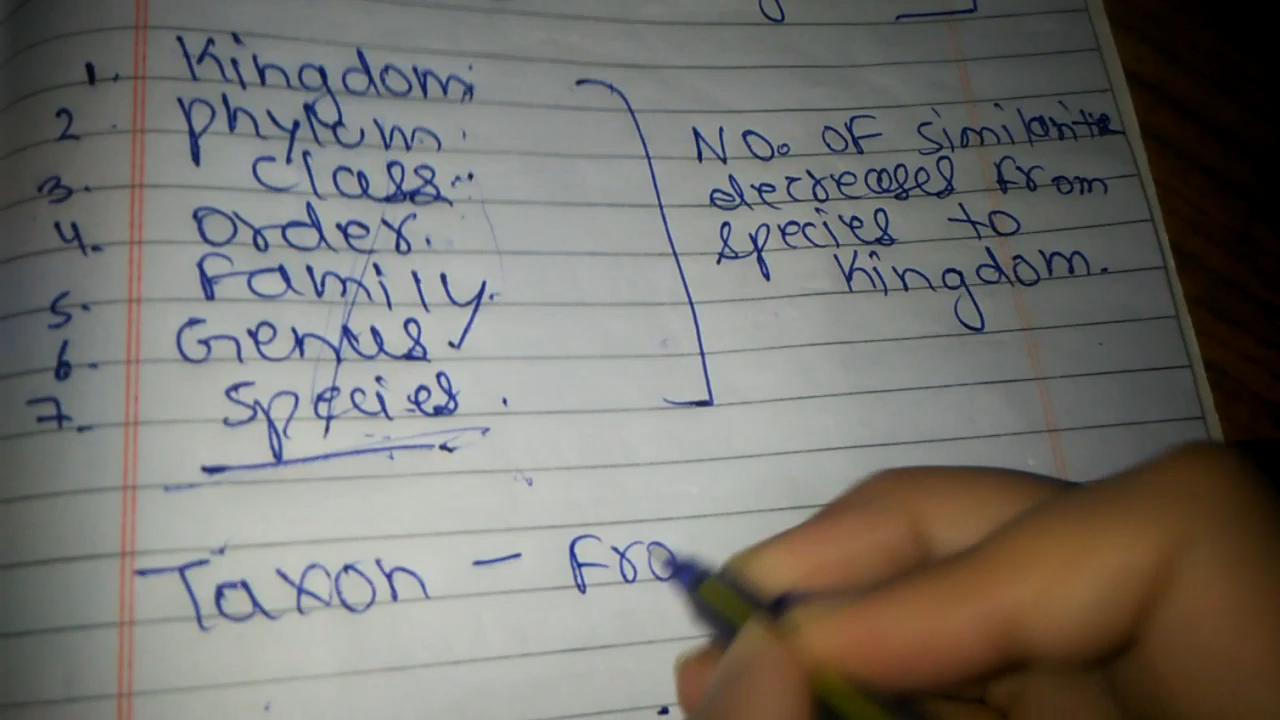 1. Kingdom
2. Phylum.
3. Class
4. Order.
5. Family.
6. Genus
7. Species.
No. OF Similaritie
decreases from
species to
Kingdom.
Taxon - Fro